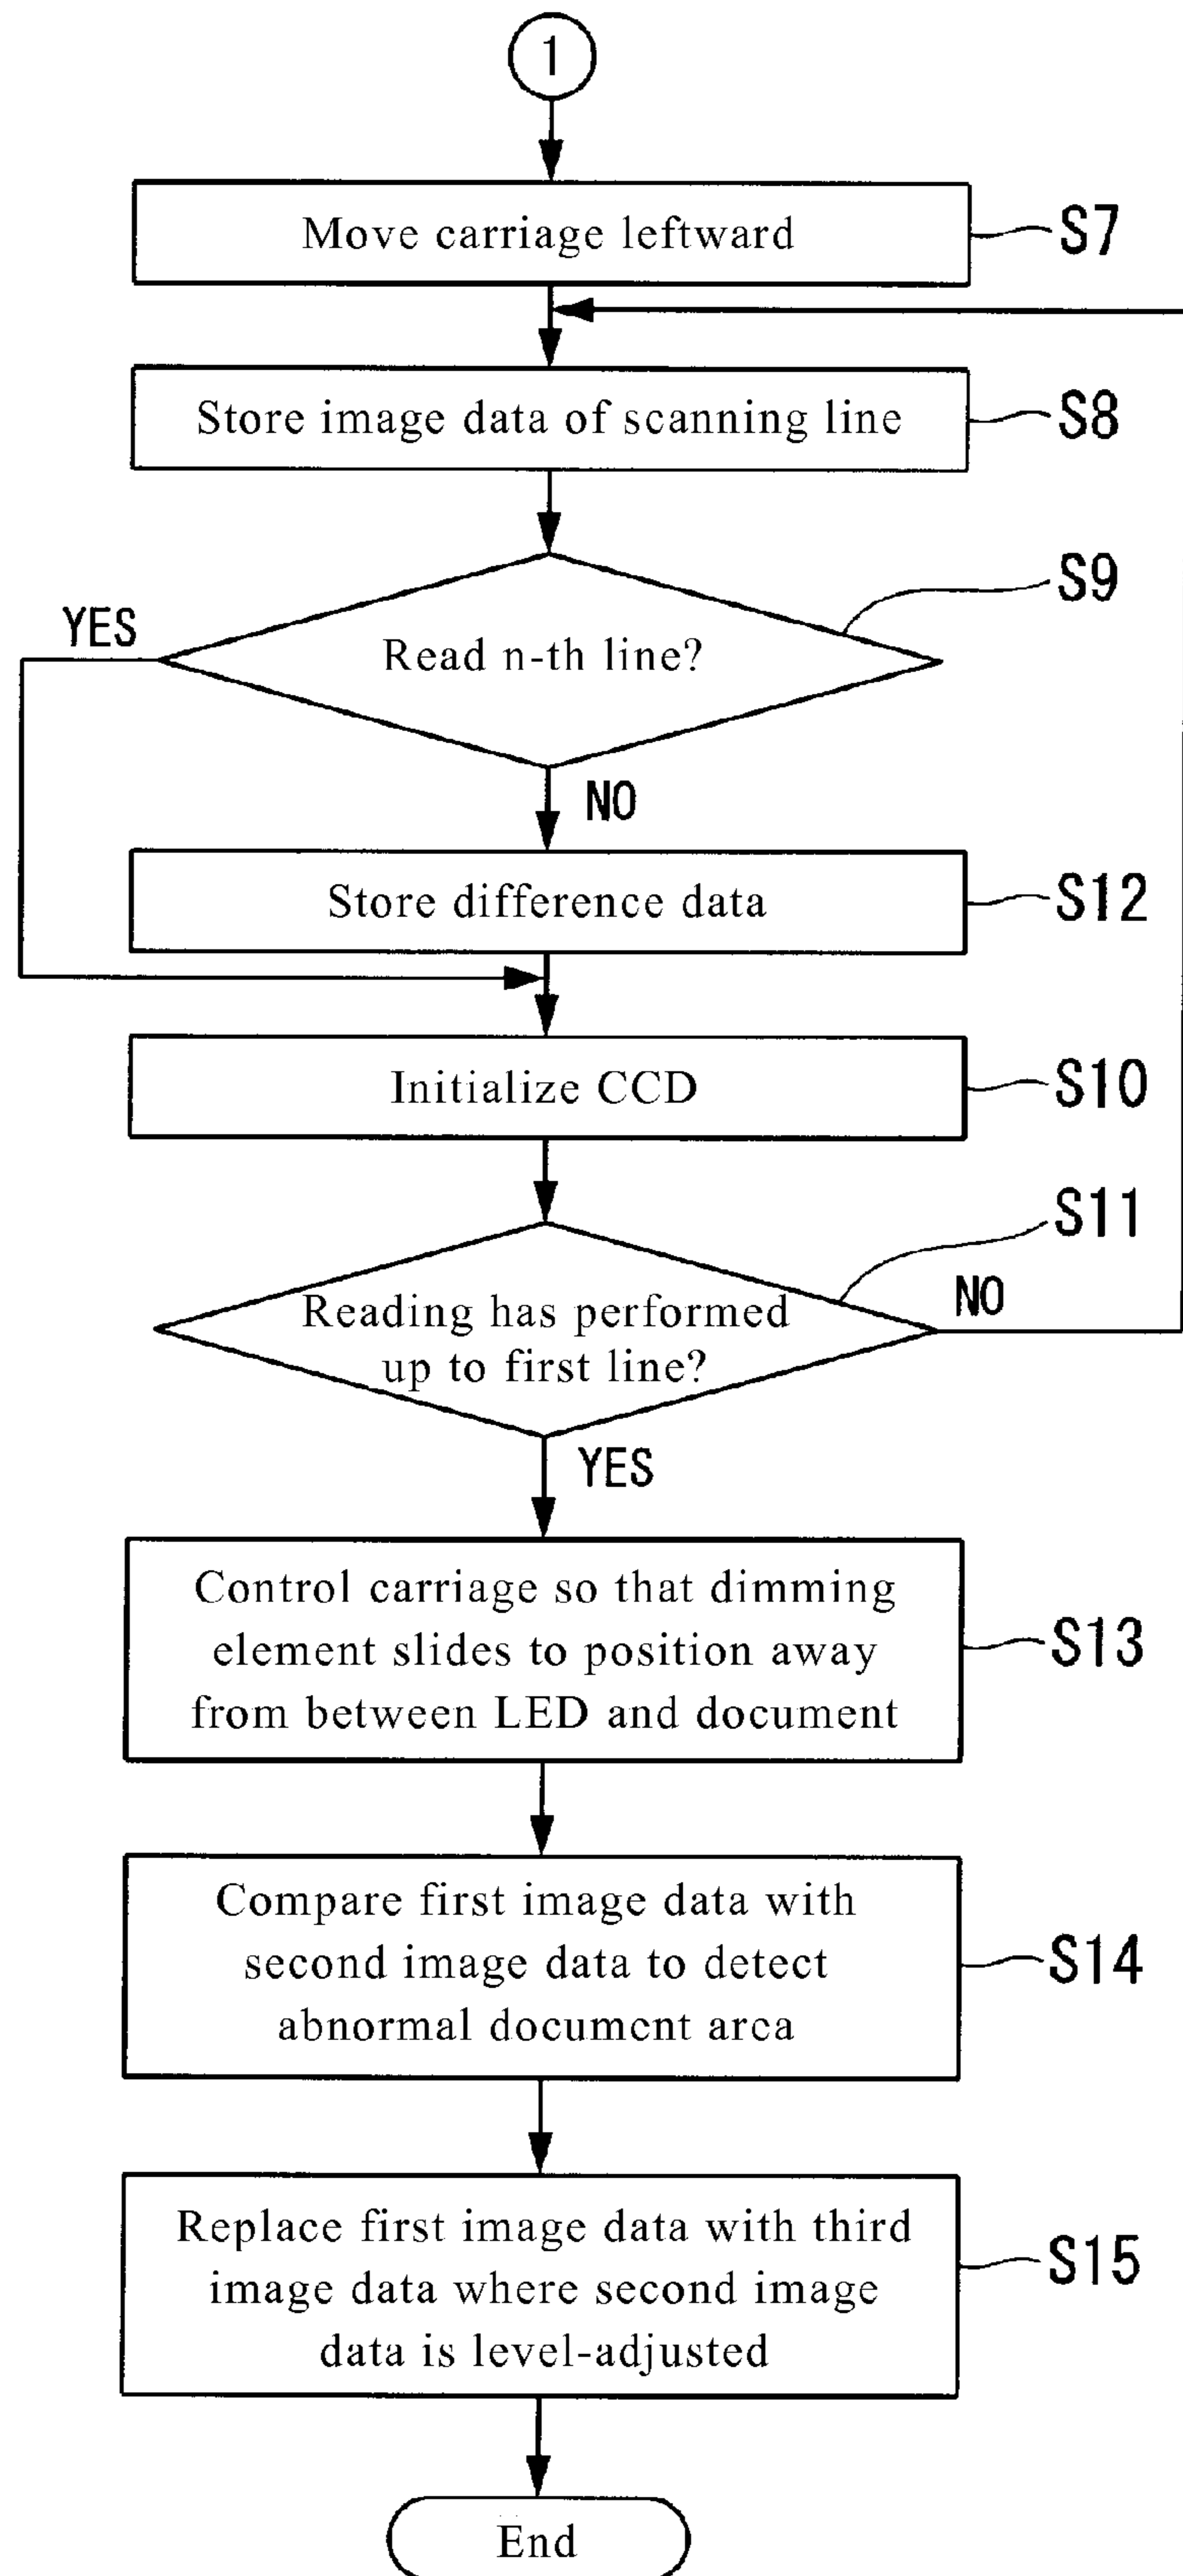 1
Move carriage leftward
S7
Store image data of scanning line
S8
S9
YES
Read n-th line?
NO
Store difference data
S12
Initialize CCD
S10
S11
Reading has performed
up to first line?
NO
YES
Control carriage so that dimming
element slides to position away
from between LED and document
S13
Compare first image data with
second image data to detect
abnormal document area
S14
Replace first image data with third
image data where second image
data is level-adjusted
S15
End